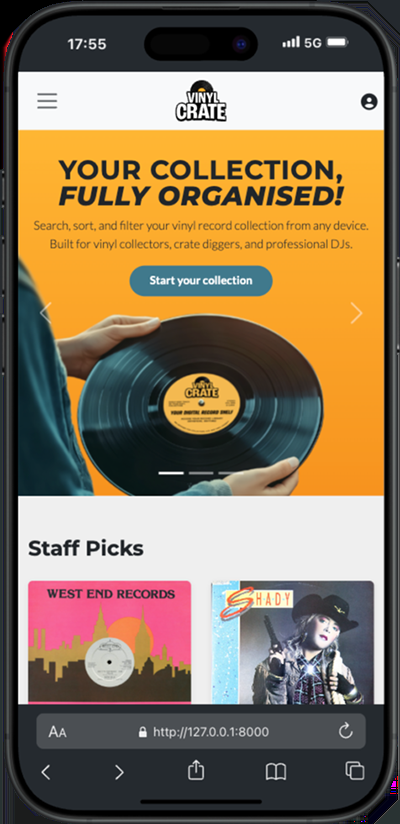 17:55
5G
VINYL
CRATE
YOUR COLLECTION,
FULLY ORGANISED!
Search, sort, and filter your vinyl record collection from any device.
Built for vinyl collectors, crate diggers, and professional DJs.
Start your collection
VINYL
CRATE
YOUR DIGITAL RECORD SHELF
Staff Picks
WEST END RECORDS
SHADY
AA
http://127.0.0.1:8000